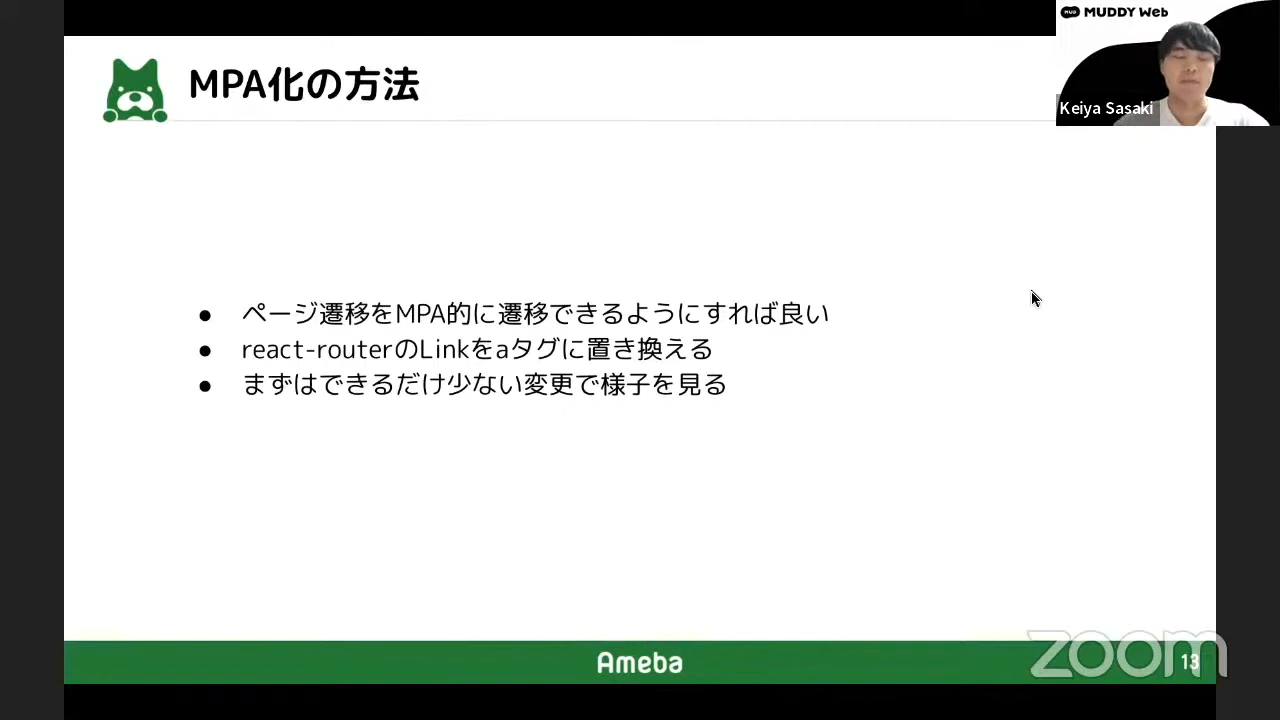 MUDDY Web
Keiya Sasaki
MPA化の方法
● ページ遷移をMPA的に遷移できるようにすれば良い
● react-routerのLinkをaタグに置き換える
● まずはできるだけ少ない変更で様子を見る
Ameba
13
zoom